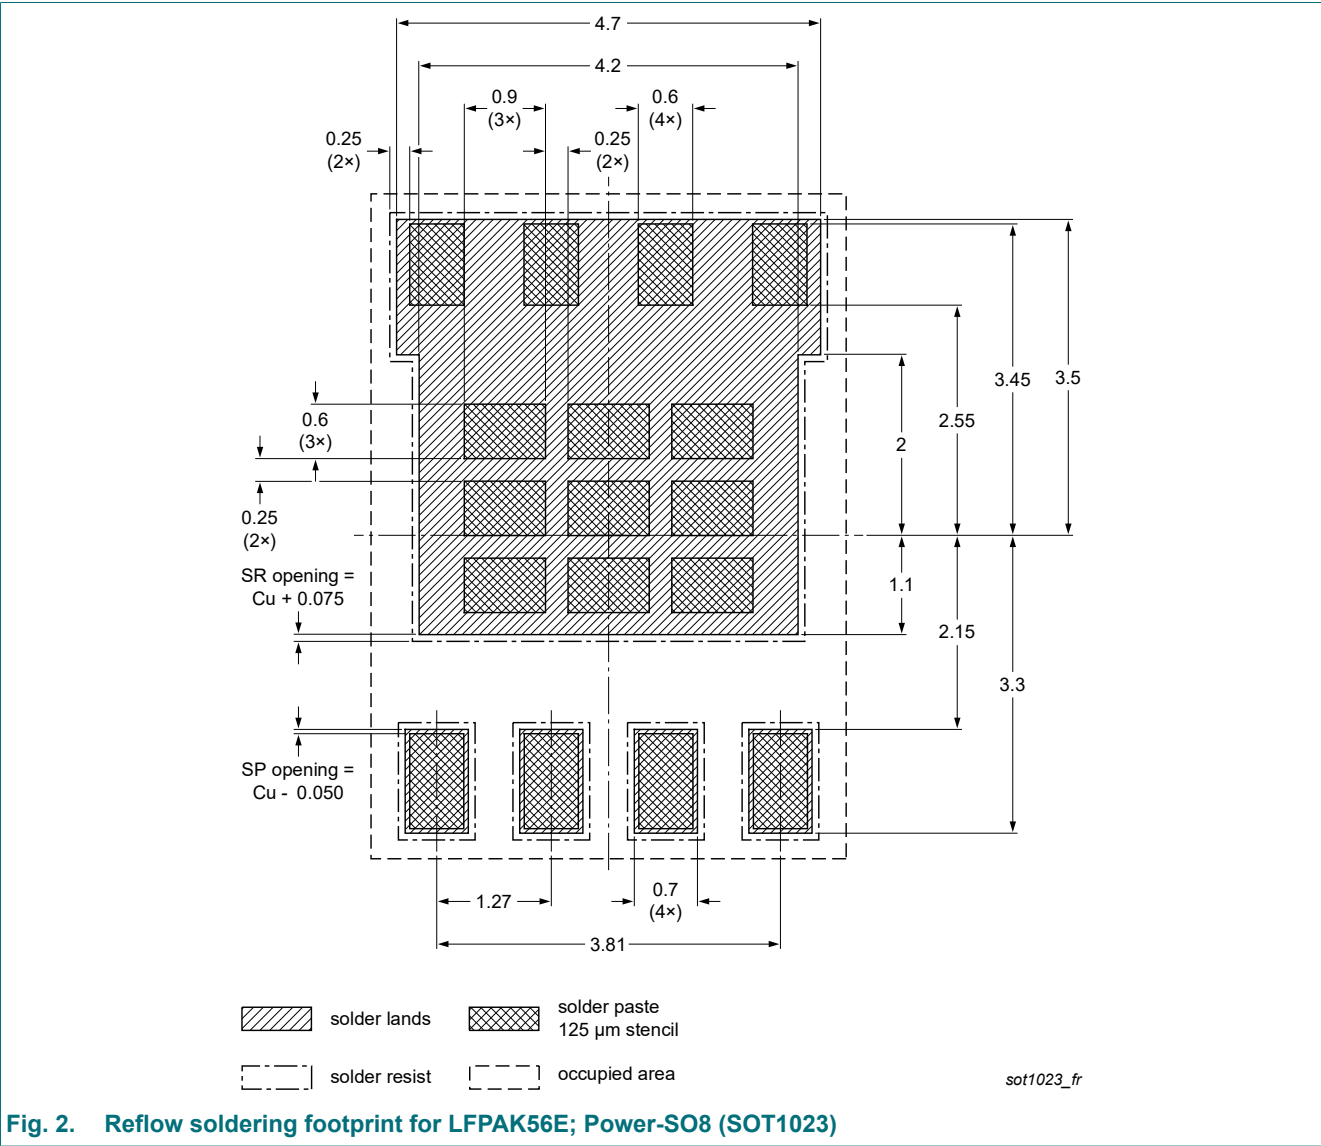 4.7
4.2
0.9
(3×)
0.6
(4×)
0.25
(2×)
0.25
(2×)
3.45
3.5
2.55
2
0.6
(3×)
0.25
(2×)
SR opening =
Cu + 0.075
1.1
2.15
3.3
SP opening =
Cu - 0.050
1.27
0.7
(4×)
3.81
solder lands
solder paste
125 µm stencil
solder resist
occupied area
sot1023_fr
Fig. 2. Reflow soldering footprint for LFPAK56E; Power-SO8 (SOT1023)